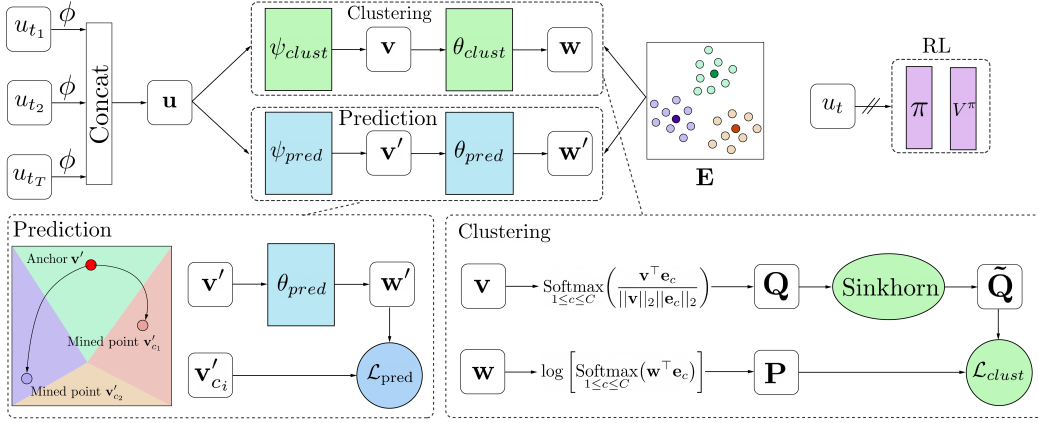 u_{t_1} ϕ
u_{t_2} ϕ
u_{t_T} ϕ
Concat
u
Clustering
ψ_{clust} v θ_{clust} w
Prediction
ψ_{pred} v′ θ_{pred} w′
E
u_t
RL
π V^π
Prediction
Anchor v′
Mined point v′_{c_1}
Mined point v′_{c_2}
v′ θ_{pred} w′
v′_{c_i} ℒ_{pred}
Clustering
v Softmax_{1≤c≤C} ( v^⊤e_c / ||v||_2||e_c||_2 ) Q Sinkhorn Q̃
w log [ Softmax_{1≤c≤C} ( w^⊤e_c ) ] P ℒ_{clust}